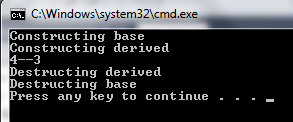 C:\Windows\system32\cmd.exe
Constructing base
Constructing derived
4--3
Destructing derived
Destructing base
Press any key to continue . . .